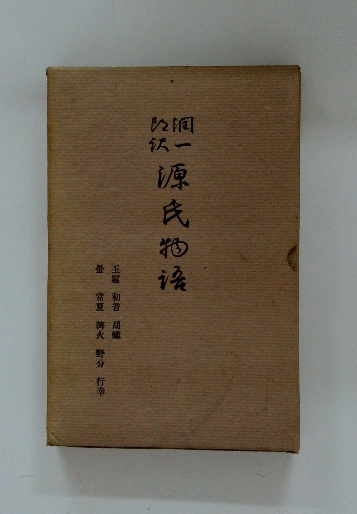 潤一
郎訳
源氏物語
玉鬘 初音 胡蝶
螢 常夏 篝火 野分 行幸